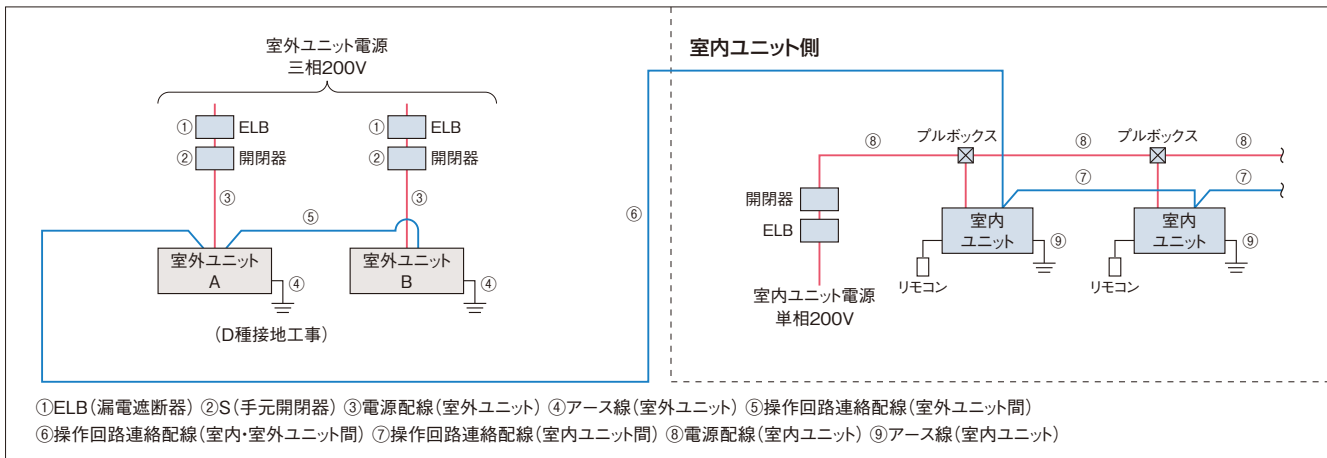 室外ユニット電源
三相200V
① ELB
② 開閉器
③
① ELB
② 開閉器
③
⑤
室外ユニット
A
④
室外ユニット
B
④
(D種接地工事)
⑥
室内ユニット側
⑧
プルボックス
⑧
プルボックス
⑧
⑦
⑦
開閉器
ELB
室内ユニット電源
単相200V
室内
ユニット
⑨
リモコン
室内
ユニット
⑨
リモコン
①ELB(漏電遮断器) ②S(手元開閉器) ③電源配線(室外ユニット) ④アース線(室外ユニット) ⑤操作回路連絡配線(室外ユニット間)
⑥操作回路連絡配線(室内・室外ユニット間) ⑦操作回路連絡配線(室内ユニット間) ⑧電源配線(室内ユニット) ⑨アース線(室内ユニット)